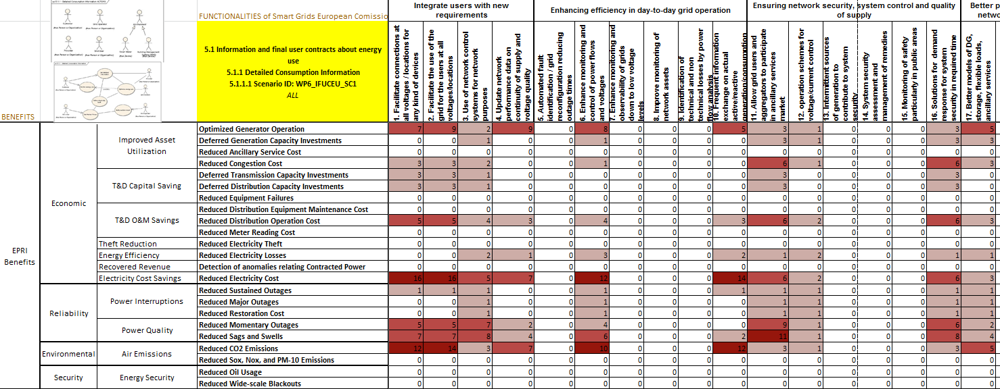 FUNCTIONALITIES of Smart Grids European Comissio
Integrate users with new
requirements
Enhancing efficiency in day-to-day grid operation
Ensuring network security, system control and quality
of supply
Better p
netwo
5.1 Information and final user contracts about energy
use
5.1.1 Detailed Consumption Information
5.1.1.1 Scenario ID: WP6_IFUCEU_SC1
ALL
BENEFITS
1. Facilitate connections at
all voltages / locations for
any kind of devices
2. Facilitate the use of the
grid for the users at all
voltages/locations
3. Use of network control
systems for network
purposes
4. Update network
performance data on
continuity of supply and
voltage quality
5. Automated fault
identification / grid
reconfiguration reducing
outage times
6. Enhance monitoring and
control of power flows
and voltages
7. Enhance monitoring and
observability of grids
down to low voltage
levels
8. Improve monitoring of
network assets
9. Identification of
technical and non
technical losses by power
flow analysis
10. Frequent information
exchange on actual
active/reactive
generation/consumption
11. Allow grid users and
aggregators to participate
in ancillary services
market
12. operation schemes for
voltage/current control
13. Intermittent sources
of generation to
contribute to system
security
14. System security
assessment and
management of remedies
15. Monitoring of safety
particularly in public areas
16. Solutions for demand
response for system
security in required time
17. Better models of DG,
storage, flexible loads,
ancillary services
EPRI
Benefits
Economic
Improved Asset
Utilization
Optimized Generator Operation 7 9 2 9 0 8 0 0 0 5 3 1 0 0 0 3 5
Deferred Generation Capacity Investments 0 0 1 0 0 1 0 0 0 0 3 1 0 0 0 3 3
Reduced Ancillary Service Cost 0 0 0 0 0 0 0 0 0 0 0 0 0 0 0 0 0
Reduced Congestion Cost 3 3 2 0 0 1 0 0 0 0 6 1 0 0 0 6 3
T&D Capital Saving
Deferred Transmission Capacity Investments 3 3 1 0 0 0 0 0 0 0 3 0 0 0 0 3 0
Deferred Distribution Capacity Investments 3 3 1 0 0 0 0 0 0 0 3 0 0 0 0 3 0
Reduced Equipment Failures 0 0 0 0 0 0 0 0 0 0 0 0 0 0 0 0 0
T&D O&M Savings
Reduced Distribution Equipment Maintenance Cost 0 0 0 0 0 0 0 0 0 0 0 0 0 0 0 0 0
Reduced Distribution Operation Cost 5 5 4 3 0 4 0 0 0 3 6 2 0 0 0 6 3
Reduced Meter Reading Cost 0 0 0 0 0 0 0 0 0 0 0 0 0 0 0 0 0
Theft Reduction Reduced Electricity Theft 0 0 0 0 0 0 0 0 0 0 0 0 0 0 0 0 0
Energy Efficiency Reduced Electricity Losses 0 0 2 1 0 3 0 0 0 2 1 2 0 0 0 1 1
Recovered Revenue Detection of anomalies relating Contracted Power 0 0 0 0 0 0 0 0 0 0 0 0 0 0 0 0 0
Electricity Cost Savings Reduced Electricity Cost 16 16 5 7 0 12 0 0 0 14 6 2 0 0 0 6 3
Reliability
Power Interruptions
Reduced Sustained Outages 1 1 1 0 0 1 0 0 0 1 1 1 0 0 0 1 1
Reduced Major Outages 0 0 1 0 0 1 0 0 0 0 1 1 0 0 0 1 1
Reduced Restoration Cost 0 0 1 0 0 1 0 0 0 0 1 1 0 0 0 1 1
Power Quality
Reduced Momentary Outages 5 5 7 2 0 4 0 0 0 0 9 1 0 0 0 6 2
Reduced Sags and Swells 7 7 8 4 0 6 0 0 0 2 11 1 0 0 0 8 4
Environmental
Air Emissions
Reduced CO2 Emissions 12 14 3 7 0 10 0 0 0 12 3 1 0 0 0 3 5
Reduced Sox, Nox, and PM-10 Emissions 0 0 0 0 0 0 0 0 0 0 0 0 0 0 0 0 0
Security
Energy Security
Reduced Oil Usage 0 0 0 0 0 0 0 0 0 0 0 0 0 0 0 0 0
Reduced Wide-scale Blackouts 0 0 0 0 0 0 0 0 0 0 0 0 0 0 0 0 0